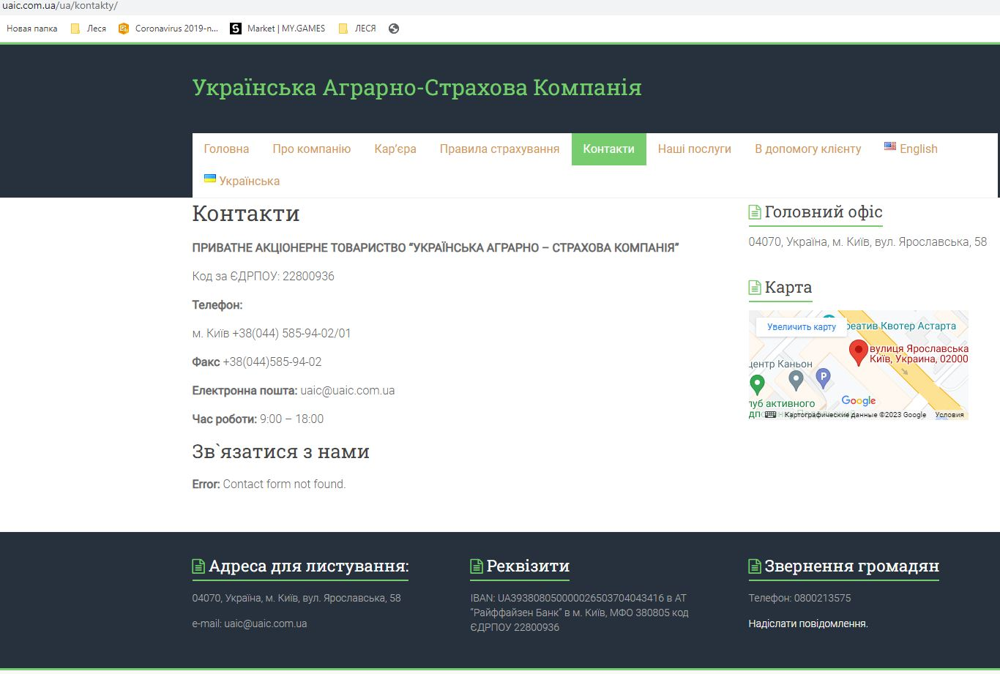 uaic.com.ua/ua/kontakty/
Новая папка Леся Coronavirus 2019-n... Market | MY.GAMES ЛЕСЯ
Українська Аграрно-Страхова Компанія
Головна Про компанію Кар’єра Правила страхування Контакти Наші послуги В допомогу клієнту English
Українська
Контакти
ПРИВАТНЕ АКЦІОНЕРНЕ ТОВАРИСТВО “УКРАЇНСЬКА АГРАРНО – СТРАХОВА КОМПАНІЯ”
Код за ЄДРПОУ: 22800936
Телефон:
м. Київ +38(044) 585-94-02/01
Факс +38(044)585-94-02
Електронна пошта: uaic@uaic.com.ua
Час роботи: 9:00 – 18:00
Зв`язатися з нами
Error: Contact form not found.
Головний офіс
04070, Україна, м. Київ, вул. Ярославська, 58
Карта
Увеличить карту
реатив Квотер Астарта
вулиця Ярославська
Київ, Украина, 02000
центр Каньон
P
луб активного
Google
Картографические данные ©2023 Google Условия
Адреса для листування:
04070, Україна, м. Київ, вул. Ярославська, 58
e-mail: uaic@uaic.com.ua
Реквізити
IBAN: UA393808050000026503704043416 в АТ
“Райффайзен Банк” в м. Київ, МФО 380805 код
ЄДРПОУ 22800936
Звернення громадян
Телефон: 0800213575
Надіслати повідомлення.